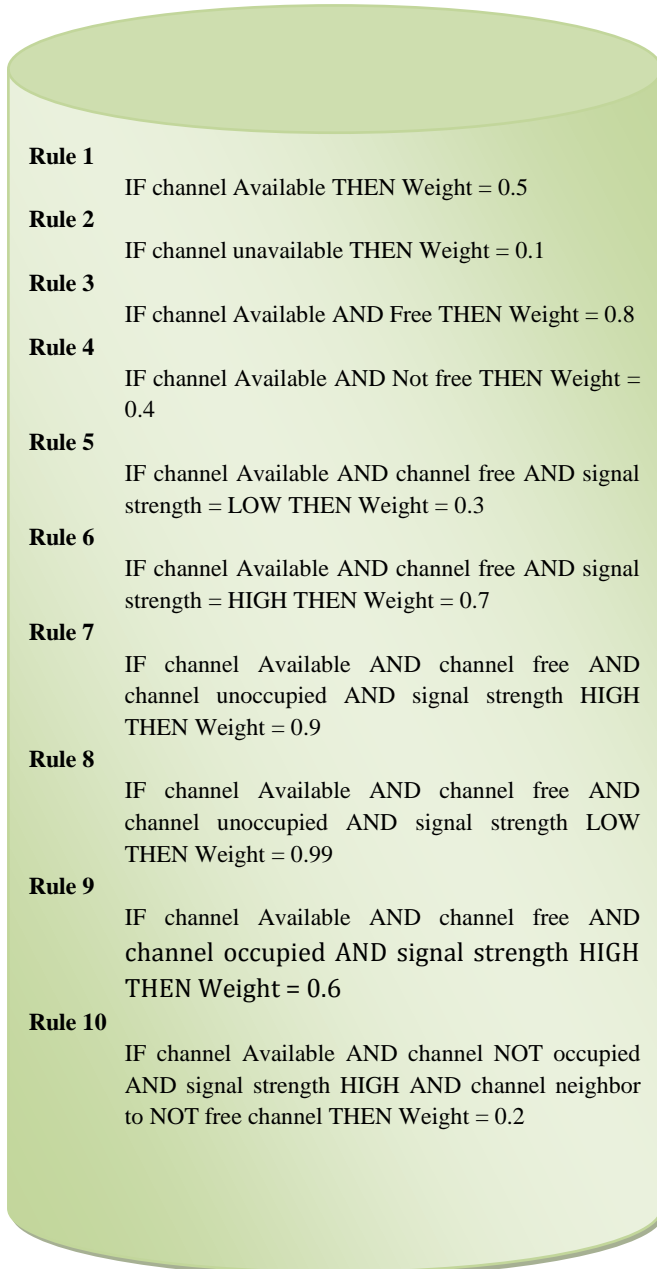 Rule 1
IF channel Available THEN Weight = 0.5
Rule 2
IF channel unavailable THEN Weight = 0.1
Rule 3
IF channel Available AND Free THEN Weight = 0.8
Rule 4
IF channel Available AND Not free THEN Weight =
0.4
Rule 5
IF channel Available AND channel free AND signal
strength = LOW THEN Weight = 0.3
Rule 6
IF channel Available AND channel free AND signal
strength = HIGH THEN Weight = 0.7
Rule 7
IF channel Available AND channel free AND
channel unoccupied AND signal strength HIGH
THEN Weight = 0.9
Rule 8
IF channel Available AND channel free AND
channel unoccupied AND signal strength LOW
THEN Weight = 0.99
Rule 9
IF channel Available AND channel free AND
channel occupied AND signal strength HIGH
THEN Weight = 0.6
Rule 10
IF channel Available AND channel NOT occupied
AND signal strength HIGH AND channel neighbor
to NOT free channel THEN Weight = 0.2